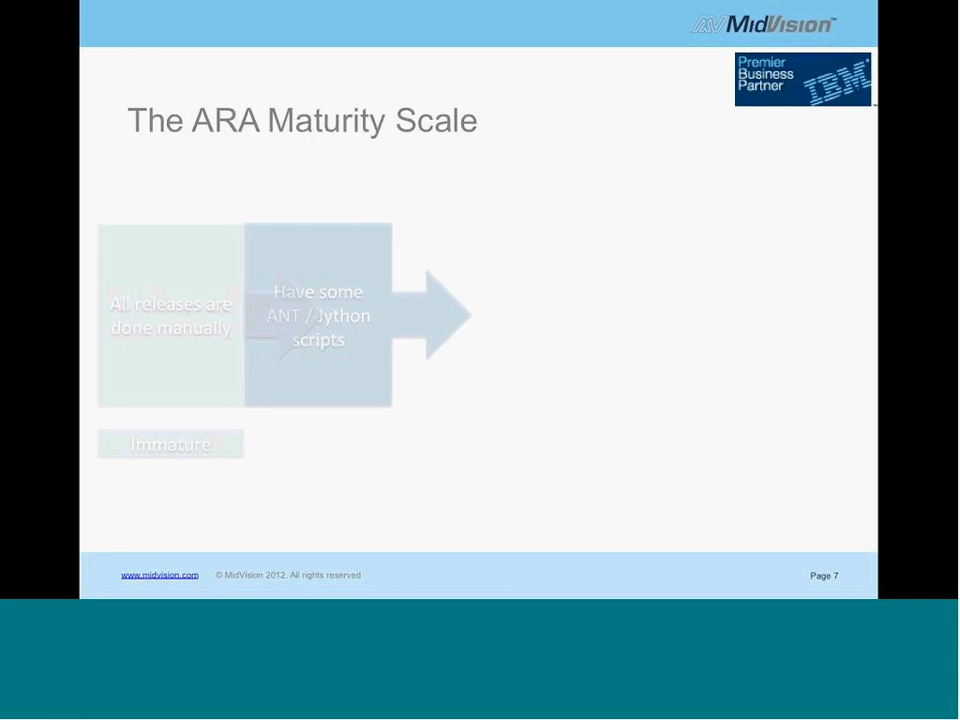 MidVision™
Premier
Business
Partner
IBM
The ARA Maturity Scale
All releases are
done manually
Have some
ANT / Jython
scripts
Immature
www.midvision.com © MidVision 2012. All rights reserved
Page 7